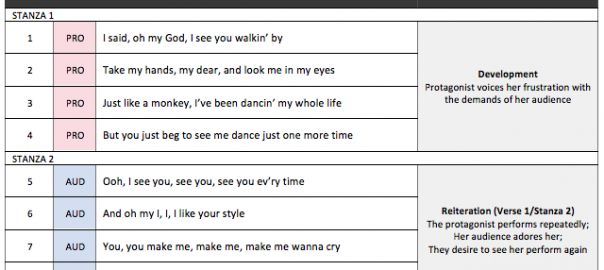 STANZA 1
1 PRO I said, oh my God, I see you walkin’ by
2 PRO Take my hands, my dear, and look me in my eyes
3 PRO Just like a monkey, I’ve been dancin’ my whole life
4 PRO But you just beg to see me dance just one more time
Development
Protagonist voices her frustration with
the demands of her audience
STANZA 2
5 AUD Ooh, I see you, see you, see you ev’ry time
6 AUD And oh my I, I, I like your style
7 AUD You, you make me, make me, make me wanna cry
Reiteration (Verse 1/Stanza 2)
The protagonist performs repeatedly;
Her audience adores her;
They desire to see her perform again